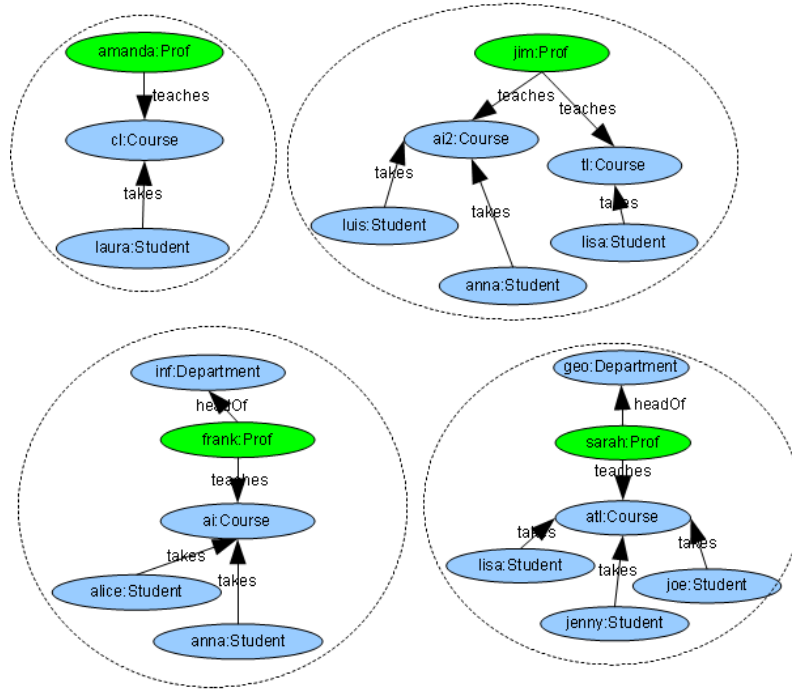 amanda:Prof
teaches
cl:Course
takes
laura:Student
jim:Prof
teaches
teaches
ai2:Course
tl:Course
takes
takes
takes
luis:Student
lisa:Student
anna:Student
inf:Department
headOf
frank:Prof
teaches
ai:Course
takes
takes
alice:Student
anna:Student
geo:Department
headOf
sarah:Prof
teaches
atl:Course
takes
takes
takes
lisa:Student
joe:Student
jenny:Student